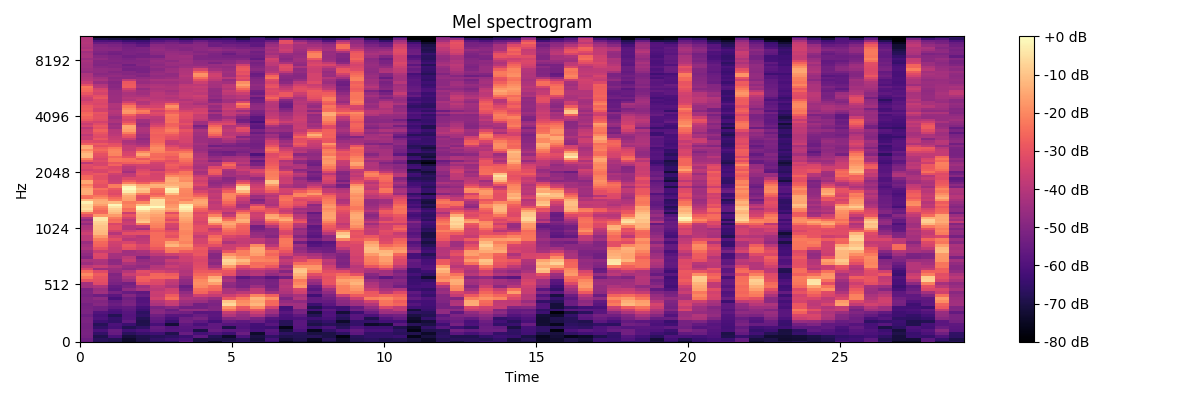 Mel spectrogram
Hz
8192
4096
2048
1024
512
0
0 5 10 15 20 25
Time
+0 dB
-10 dB
-20 dB
-30 dB
-40 dB
-50 dB
-60 dB
-70 dB
-80 dB